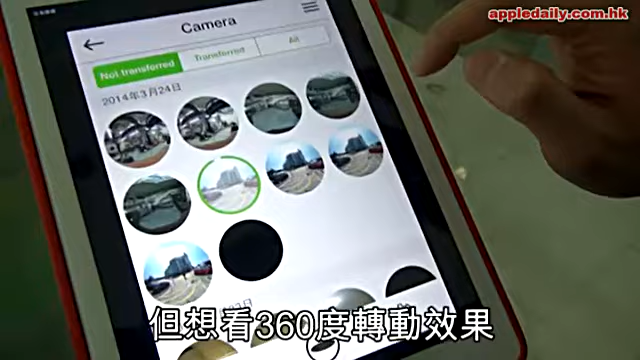 appledaily.com.hk
Camera
Not transferred Transferred All
2014年3月24日
但想看360度轉動效果